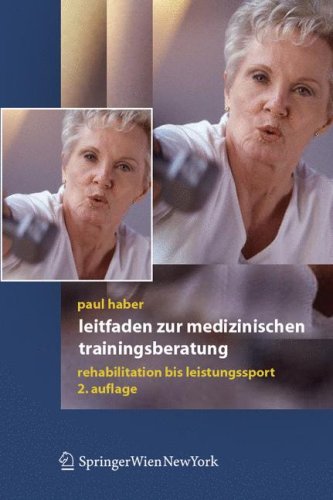 paul haber
leitfaden zur medizinischen
trainingsberatung
rehabilitation bis leistungssport
2. auflage
SpringerWienNewYork